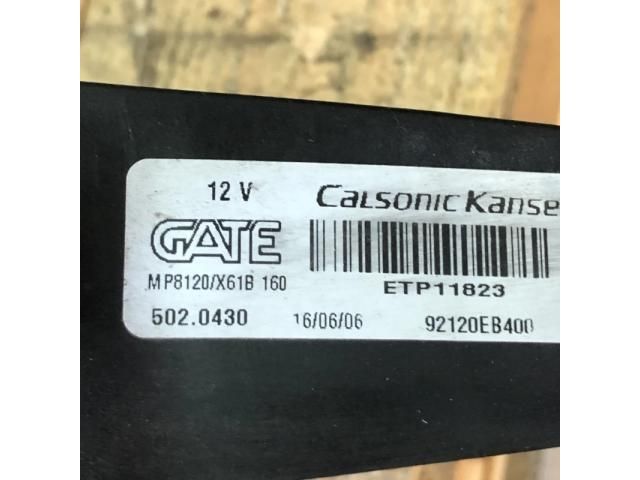 12 V CALSONIC KANSE
GATE
MP8120/X61B 160 ETP11823
502.0430 16/06/06 92120EB400